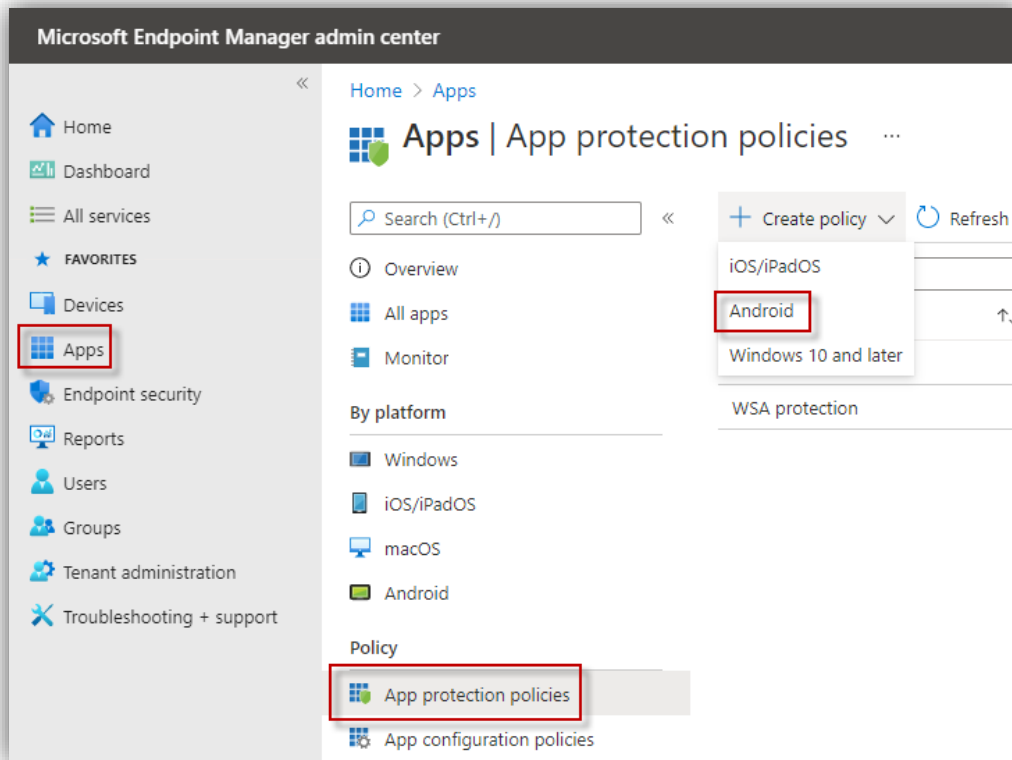 Microsoft Endpoint Manager admin center
Home > Apps
Apps | App protection policies ...
Home
Dashboard
All services
FAVORITES
Devices
Apps
Endpoint security
Reports
Users
Groups
Tenant administration
Troubleshooting + support
Search (Ctrl+/)
Overview
All apps
Monitor
By platform
Windows
iOS/iPadOS
macOS
Android
Policy
App protection policies
App configuration policies
Create policy
Refresh
iOS/iPadOS
Android
Windows 10 and later
WSA protection